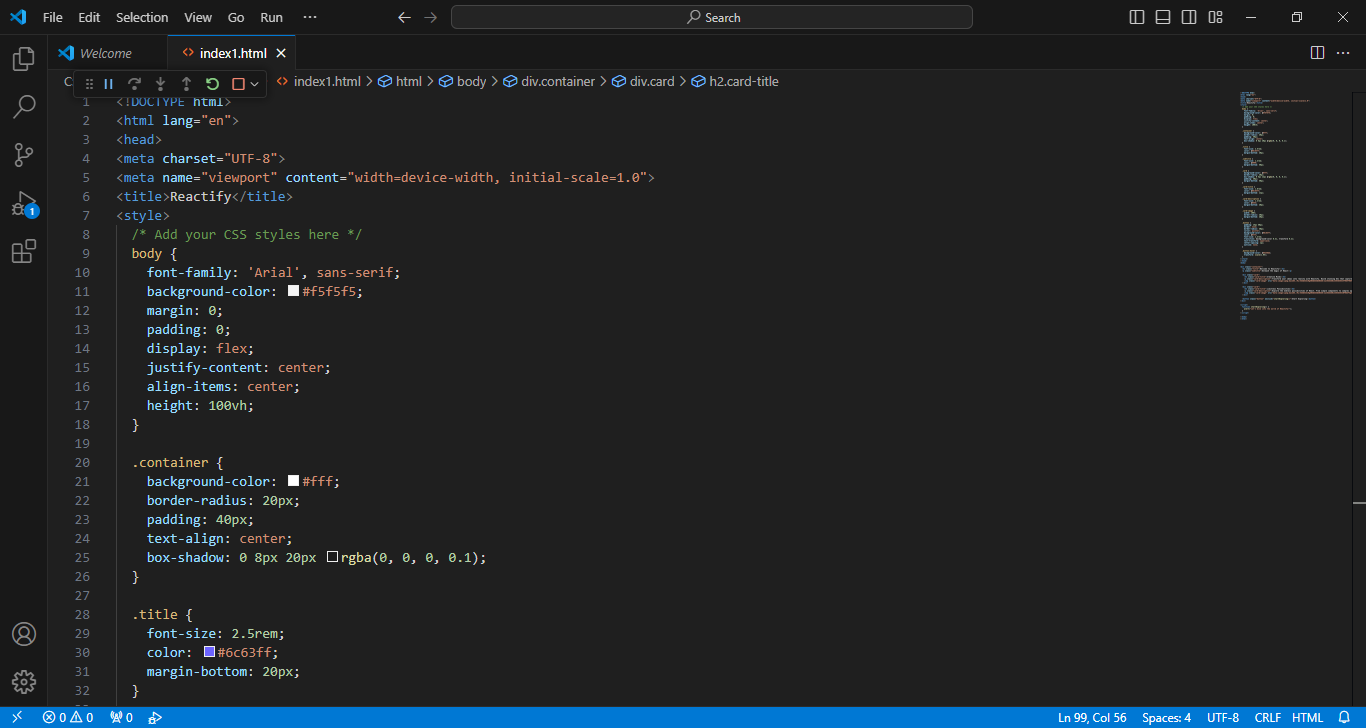 File Edit Selection View Go Run ··· Search
Welcome index1.html
C index1.html > html > body > div.container > div.card > h2.card-title
1 <!DOCTYPE html>
2 <html lang="en">
3 <head>
4 <meta charset="UTF-8">
5 <meta name="viewport" content="width=device-width, initial-scale=1.0">
6 <title>Reactify</title>
7 <style>
8 /* Add your CSS styles here */
9 body {
10 font-family: 'Arial', sans-serif;
11 background-color: #f5f5f5;
12 margin: 0;
13 padding: 0;
14 display: flex;
15 justify-content: center;
16 align-items: center;
17 height: 100vh;
18 }
19
20 .container {
21 background-color: #fff;
22 border-radius: 20px;
23 padding: 40px;
24 text-align: center;
25 box-shadow: 0 8px 20px rgba(0, 0, 0, 0.1);
26 }
27
28 .title {
29 font-size: 2.5rem;
30 color: #6c63ff;
31 margin-bottom: 20px;
32 }
1
0 0 0 Ln 99, Col 56 Spaces: 4 UTF-8 CRLF HTML